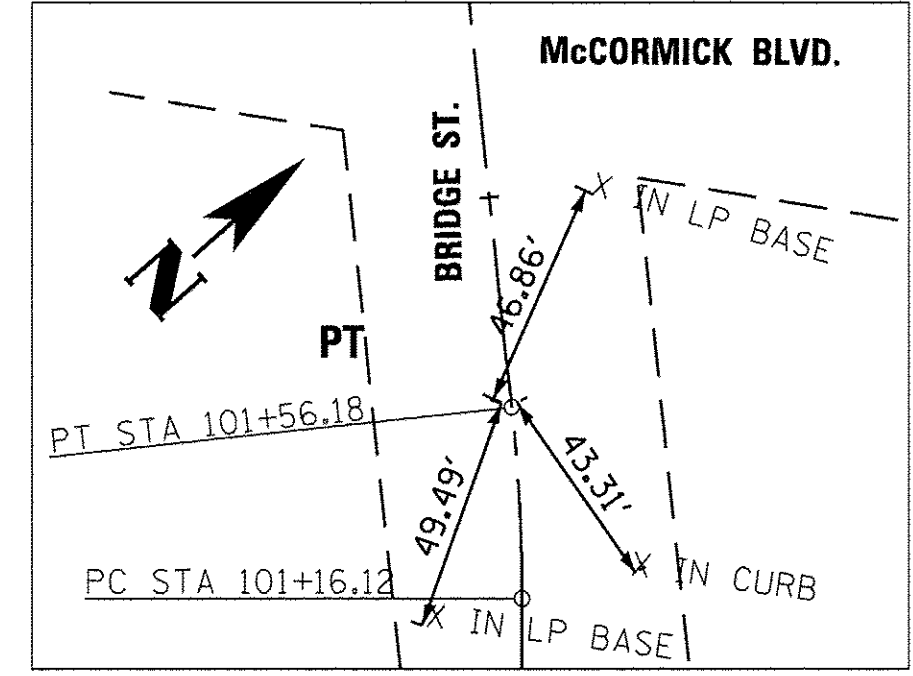 McCORMICK BLVD.
BRIDGE ST.
X IN LP BASE
46.86'
N
PT
PT STA 101+56.18
43.31'
49.49'
X IN CURB
PC STA 101+16.12
X IN LP BASE